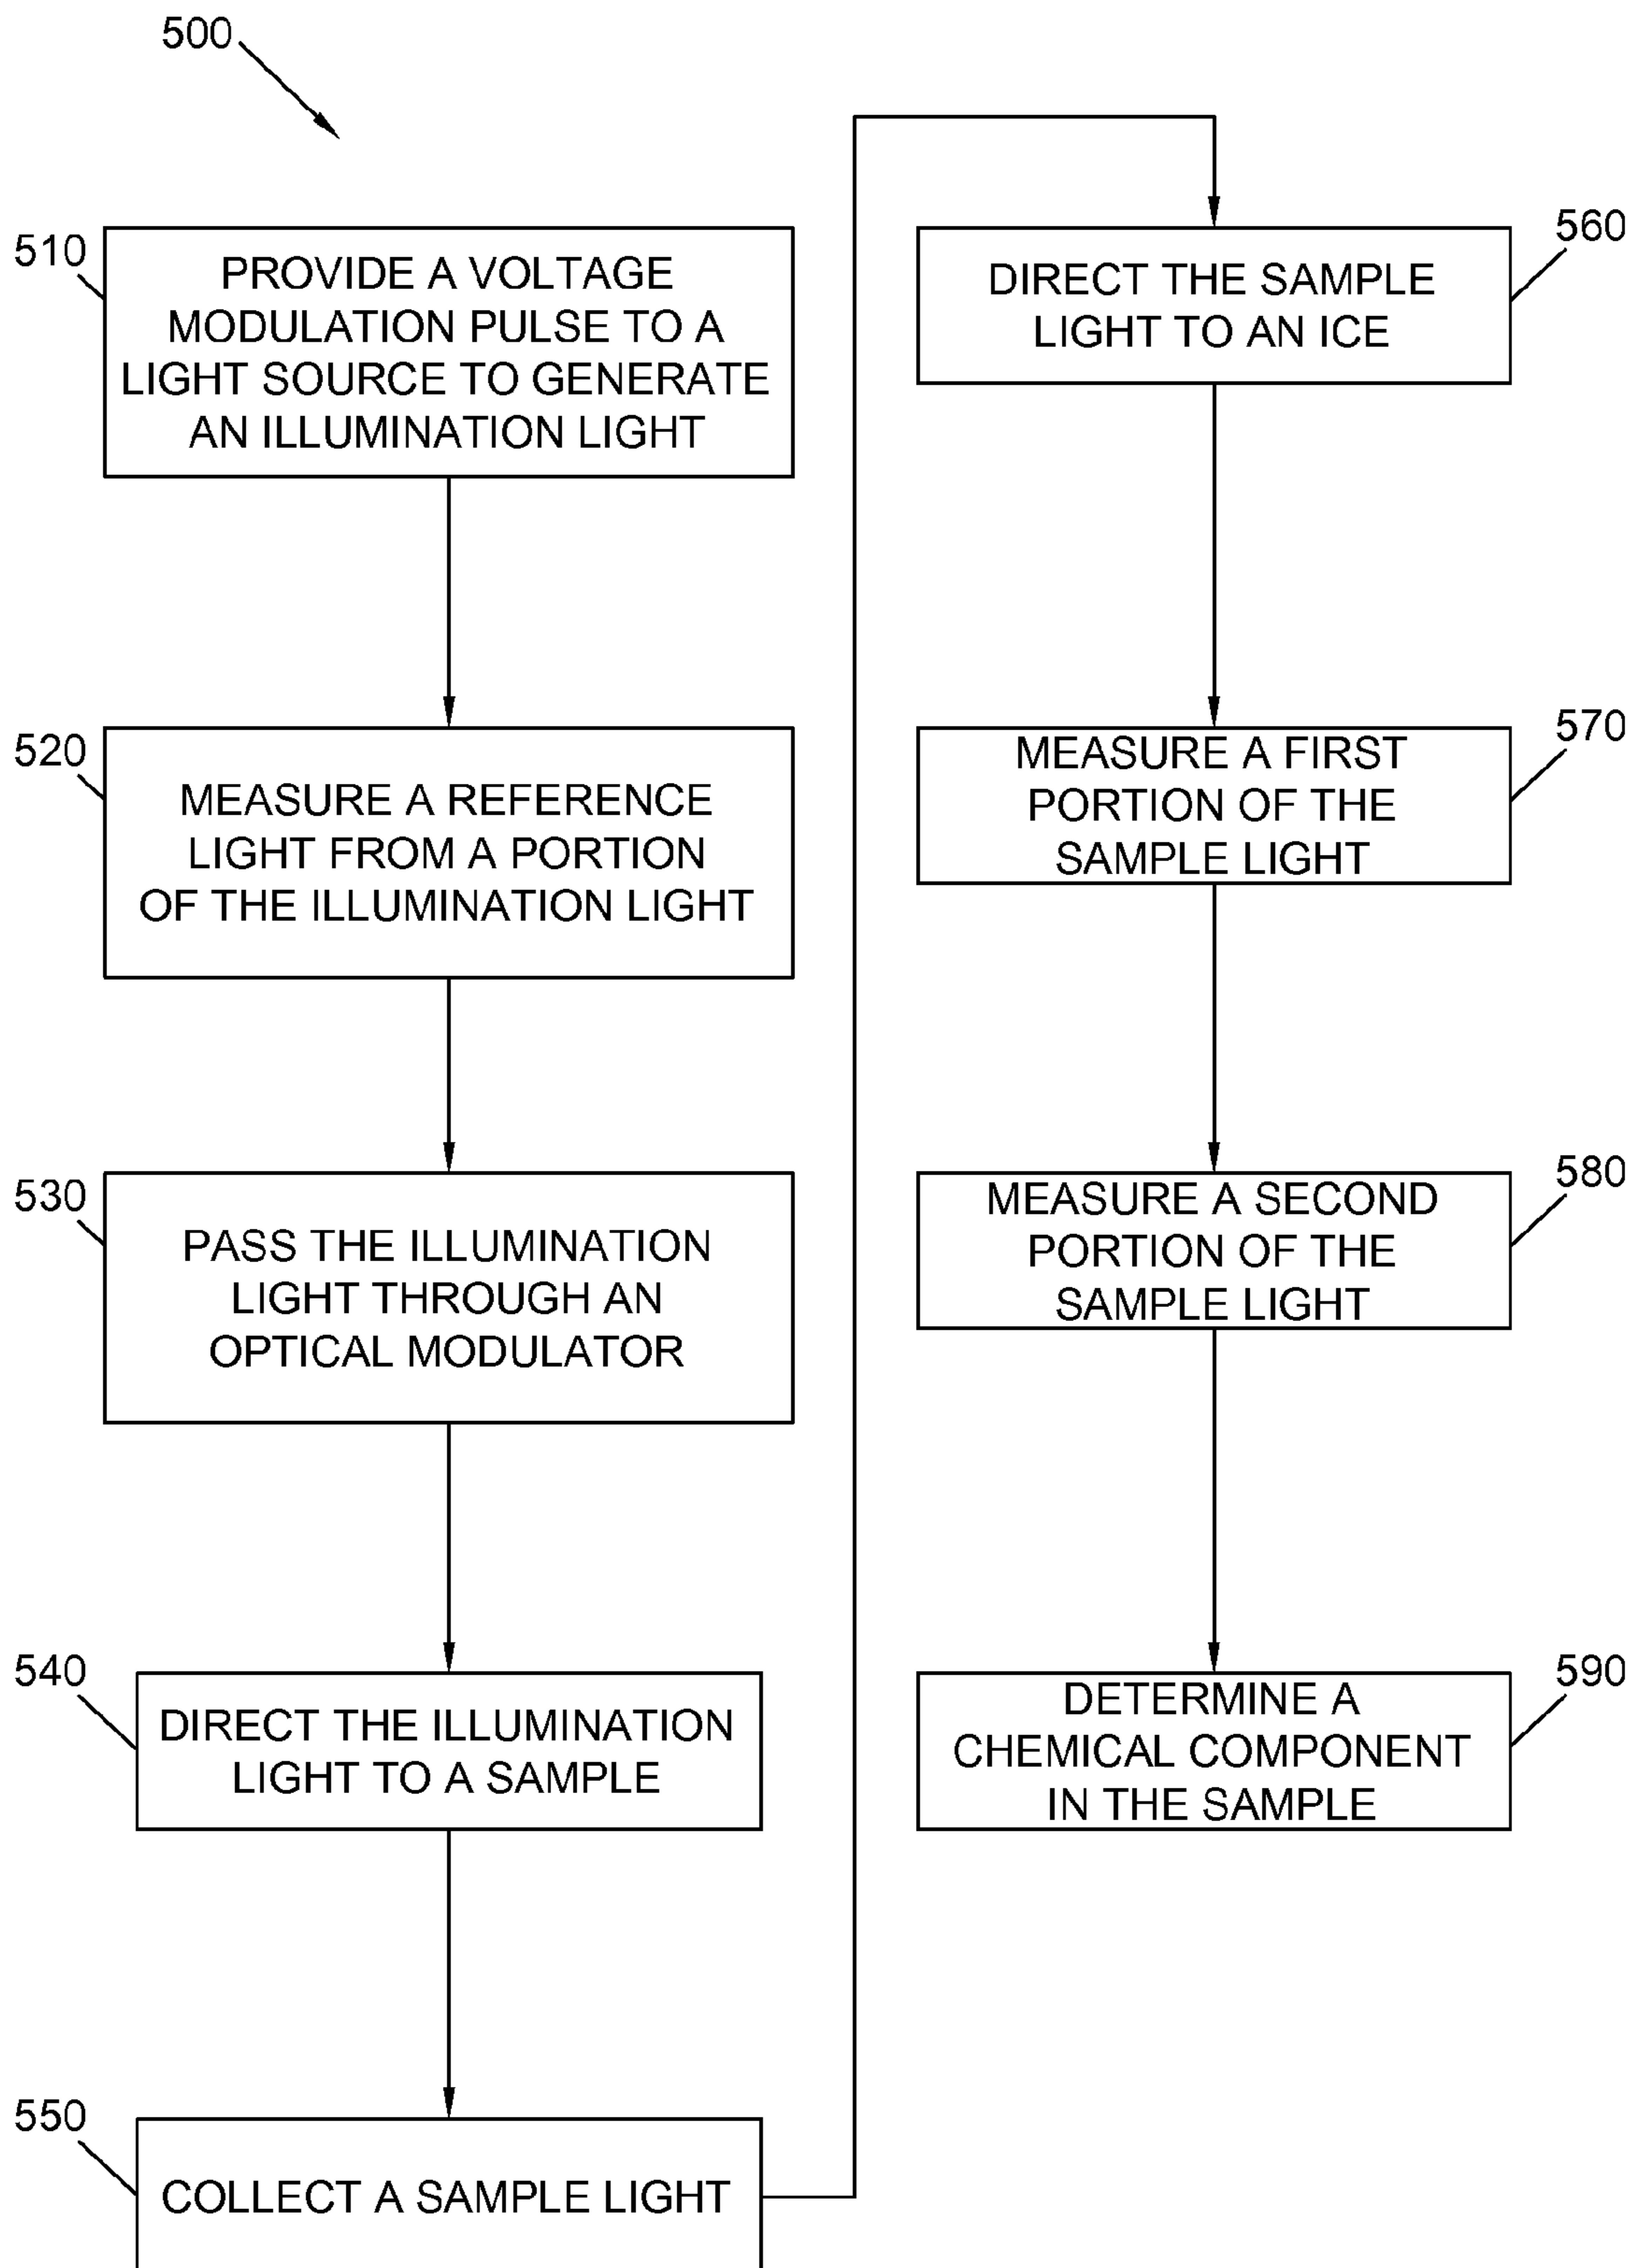 500
510
PROVIDE A VOLTAGE
MODULATION PULSE TO A
LIGHT SOURCE TO GENERATE
AN ILLUMINATION LIGHT
520
MEASURE A REFERENCE
LIGHT FROM A PORTION
OF THE ILLUMINATION LIGHT
530
PASS THE ILLUMINATION
LIGHT THROUGH AN
OPTICAL MODULATOR
540
DIRECT THE ILLUMINATION
LIGHT TO A SAMPLE
550
COLLECT A SAMPLE LIGHT
560
DIRECT THE SAMPLE
LIGHT TO AN ICE
570
MEASURE A FIRST
PORTION OF THE
SAMPLE LIGHT
580
MEASURE A SECOND
PORTION OF THE
SAMPLE LIGHT
590
DETERMINE A
CHEMICAL COMPONENT
IN THE SAMPLE